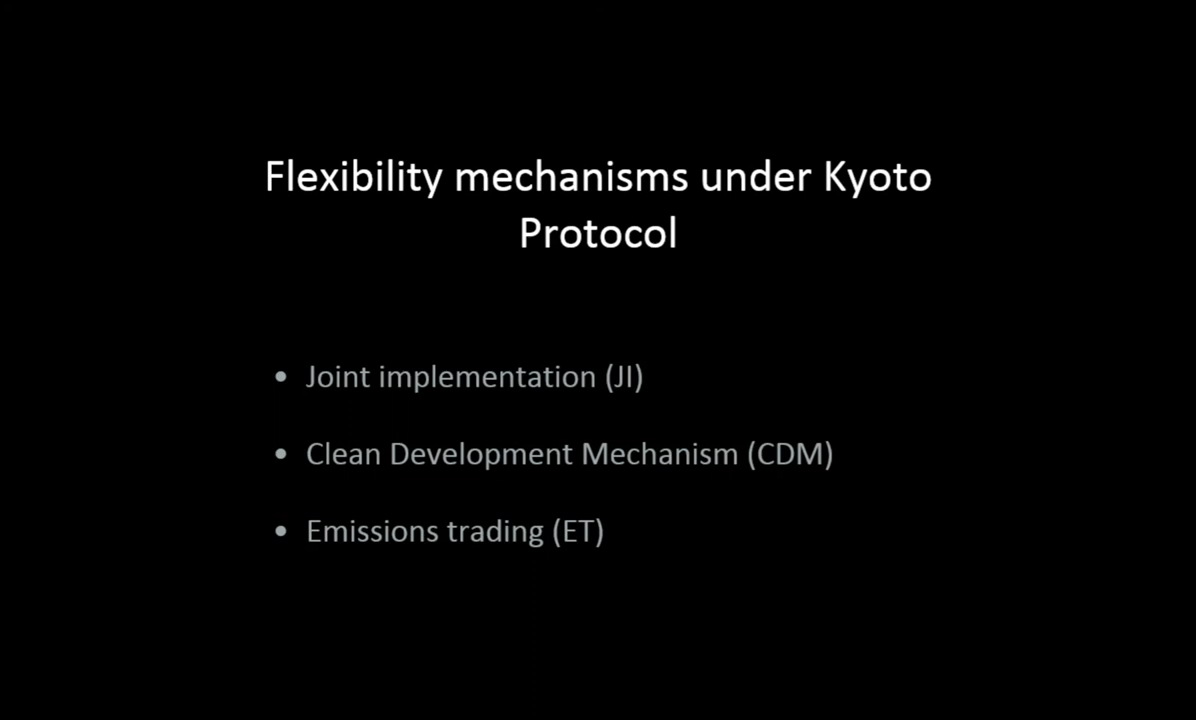 Flexibility mechanisms under Kyoto
Protocol
• Joint implementation (JI)
• Clean Development Mechanism (CDM)
• Emissions trading (ET)